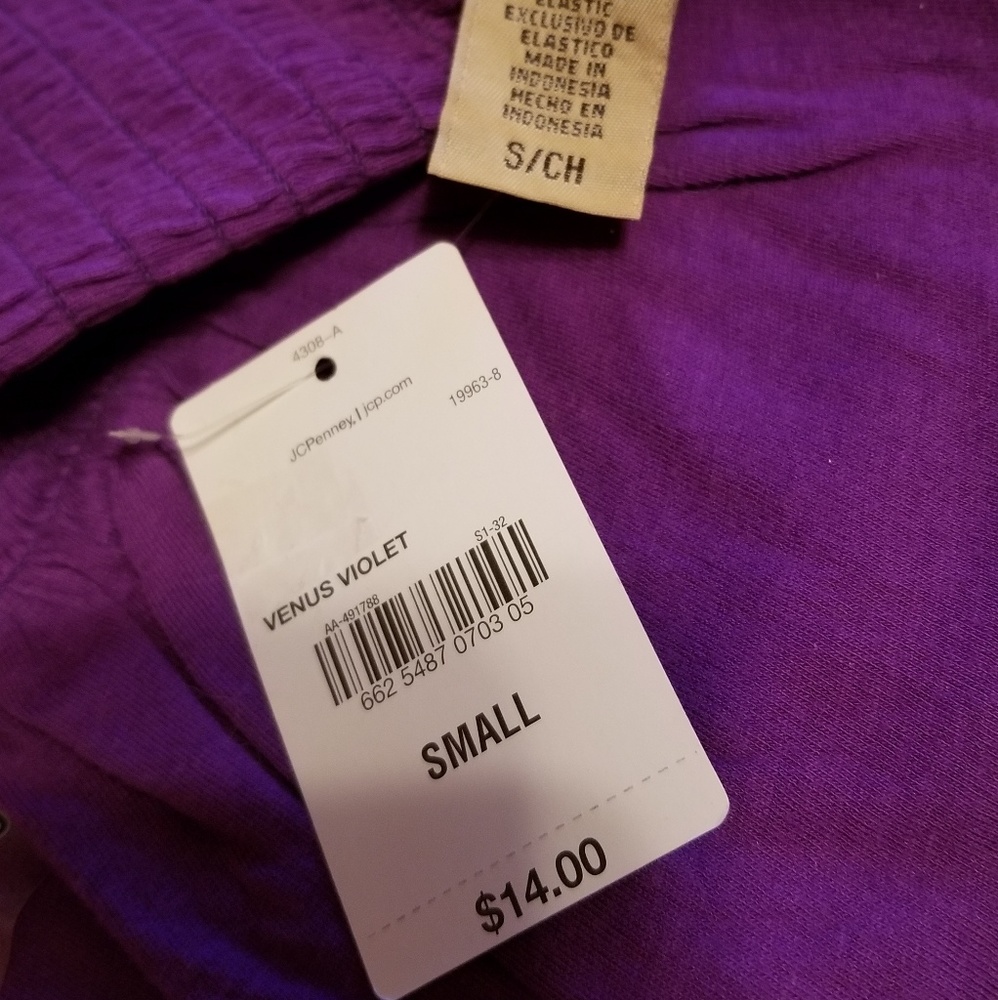 ELASTIC
EXCLUSIVO DE
ELASTICO
MADE IN
INDONESIA
HECHO EN
INDONESIA
S/CH
4308-A
JCPenney | jcp.com
19963-8
VENUS VIOLET
AA-491788
S1-32
662 5487 0703 05
SMALL
$14.00